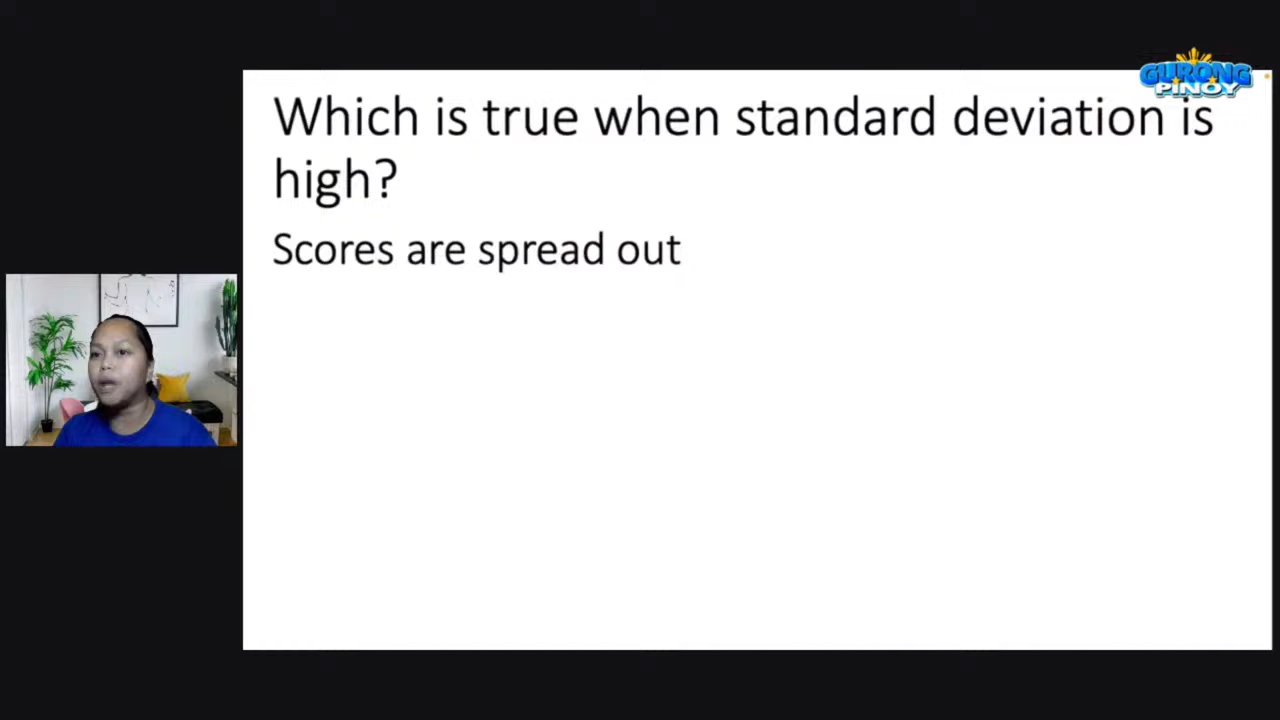 GURONG
PINOY
Which is true when standard deviation is
high?
Scores are spread out